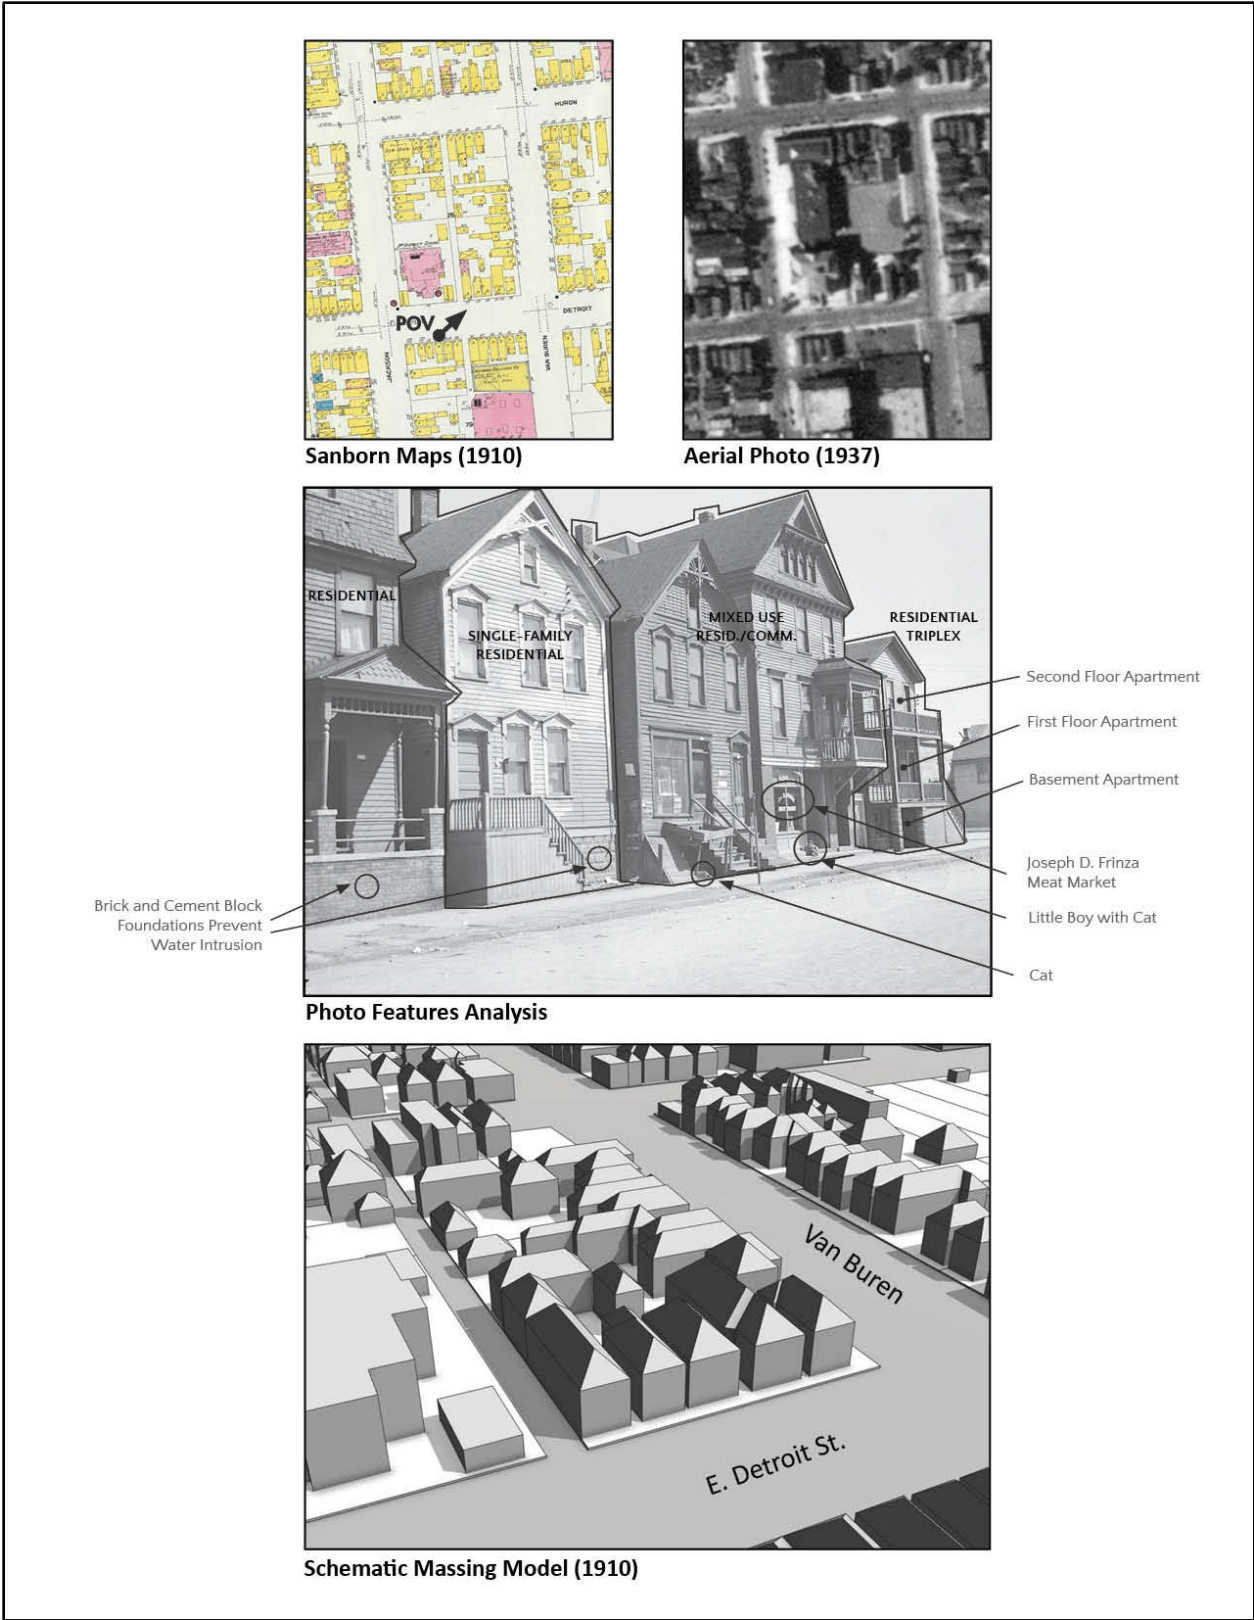 HURON
DETROIT
POV
JACKSON
VAN BUREN
79
Sanborn Maps (1910)
Aerial Photo (1937)
RESIDENTIAL
SINGLE-FAMILY
RESIDENTIAL
MIXED USE
RESID./COMM.
RESIDENTIAL
TRIPLEX
Second Floor Apartment
First Floor Apartment
Basement Apartment
Joseph D. Frinza
Meat Market
Little Boy with Cat
Cat
Brick and Cement Block
Foundations Prevent
Water Intrusion
Photo Features Analysis
Van Buren
E. Detroit St.
Schematic Massing Model (1910)